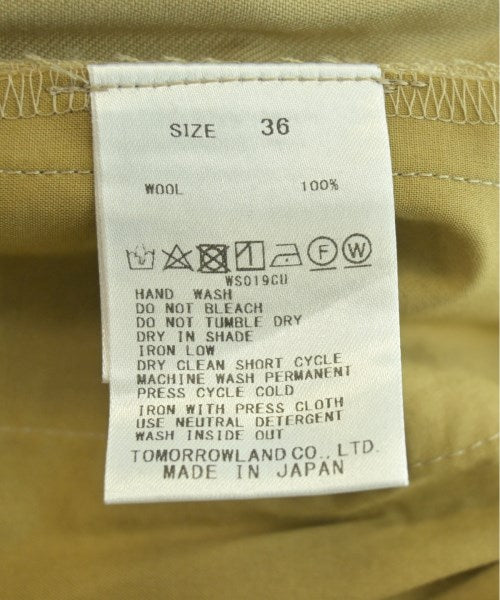 SIZE 36
WOOL 100%
F W
WS019CU
HAND WASH
DO NOT BLEACH
DO NOT TUMBLE DRY
DRY IN SHADE
IRON LOW
DRY CLEAN SHORT CYCLE
MACHINE WASH PERMANENT
PRESS CYCLE COLD
IRON WITH PRESS CLOTH
USE NEUTRAL DETERGENT
WASH INSIDE OUT
TOMORROWLAND CO., LTD.
MADE IN JAPAN